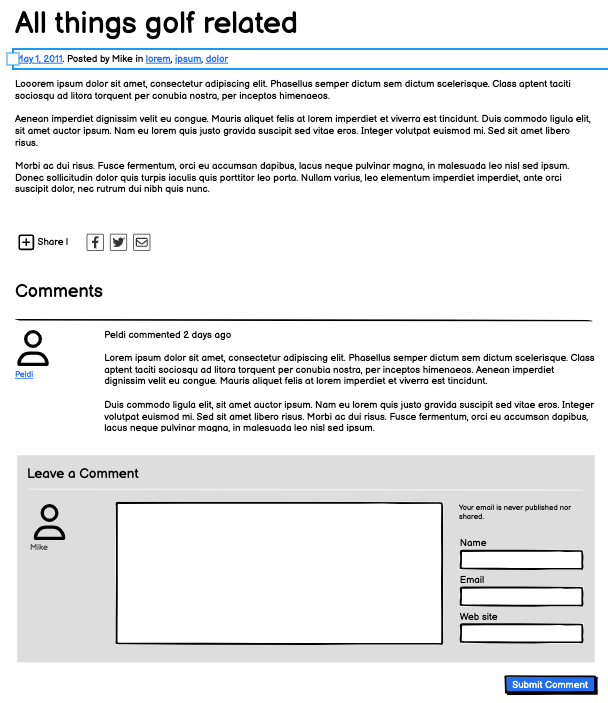 All things golf related
May 1, 2011. Posted by Mike in lorem, ipsum, dolor
Looorem ipsum dolor sit amet, consectetur adipiscing elit. Phasellus semper dictum sem dictum scelerisque. Class aptent taciti
sociosqu ad litora torquent per conubia nostra, per inceptos himenaeos.
Aenean imperdiet dignissim velit eu congue. Mauris aliquet felis at lorem imperdiet et viverra est tincidunt. Duis commodo ligula elit,
sit amet auctor ipsum. Nam eu lorem quis justo gravida suscipit sed vitae eros. Integer volutpat euismod mi. Sed sit amet libero
risus.
Morbi ac dui risus. Fusce fermentum, orci eu accumsan dapibus, lacus neque pulvinar magna, in malesuada leo nisl sed ipsum.
Donec sollicitudin dolor quis turpis iaculis quis porttitor leo porta. Nullam varius, leo elementum imperdiet imperdiet, ante orci
suscipit dolor, nec rutrum dui nibh quis nunc.
Share |
Comments
Peldi commented 2 days ago
Peldi
Lorem ipsum dolor sit amet, consectetur adipiscing elit. Phasellus semper dictum sem dictum scelerisque. Class
aptent taciti sociosqu ad litora torquent per conubia nostra, per inceptos himenaeos. Aenean imperdiet
dignissim velit eu congue. Mauris aliquet felis at lorem imperdiet et viverra est tincidunt.
Duis commodo ligula elit, sit amet auctor ipsum. Nam eu lorem quis justo gravida suscipit sed vitae eros. Integer
volutpat euismod mi. Sed sit amet libero risus. Morbi ac dui risus. Fusce fermentum, orci eu accumsan dapibus,
lacus neque pulvinar magna, in malesuada leo nisl sed ipsum.
Leave a Comment
Mike
Your email is never published nor
shared.
Name
Email
Web site
Submit Comment